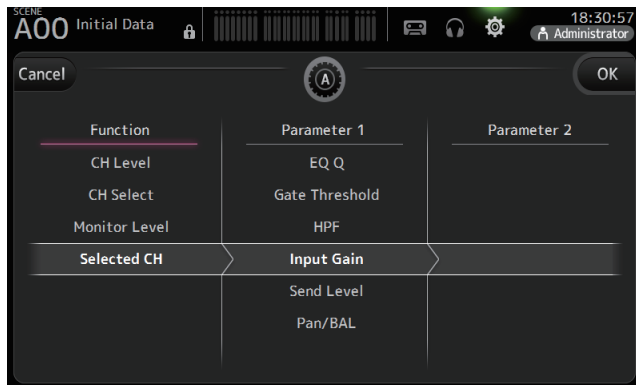 SCENE
A00 Initial Data
18:30:57
Administrator
Cancel
A
OK
Function
Parameter 1
Parameter 2
CH Level
EQ Q
CH Select
Gate Threshold
Monitor Level
HPF
Selected CH
Input Gain
Send Level
Pan/BAL